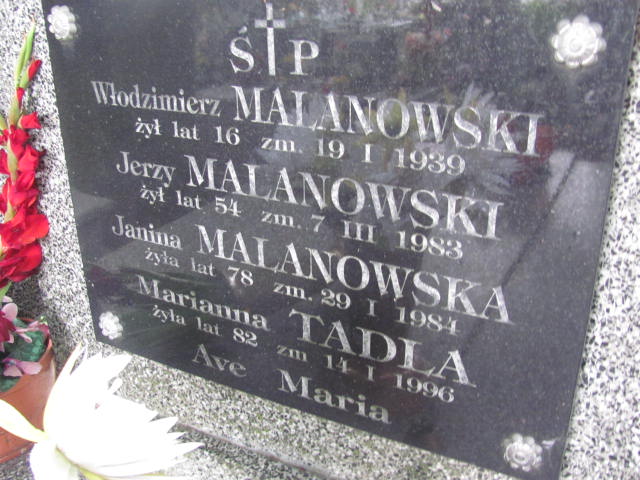 Ś P
Włodzimierz MALANOWSKI
żył lat 16 zm. 19 I 1939
Jerzy MALANOWSKI
żył lat 54 zm. 7 III 1983
Janina MALANOWSKA
żyła lat 78 zm. 29 I 1984
Marianna TADLA
żyła lat 82 zm 14 I 1996
Ave Maria